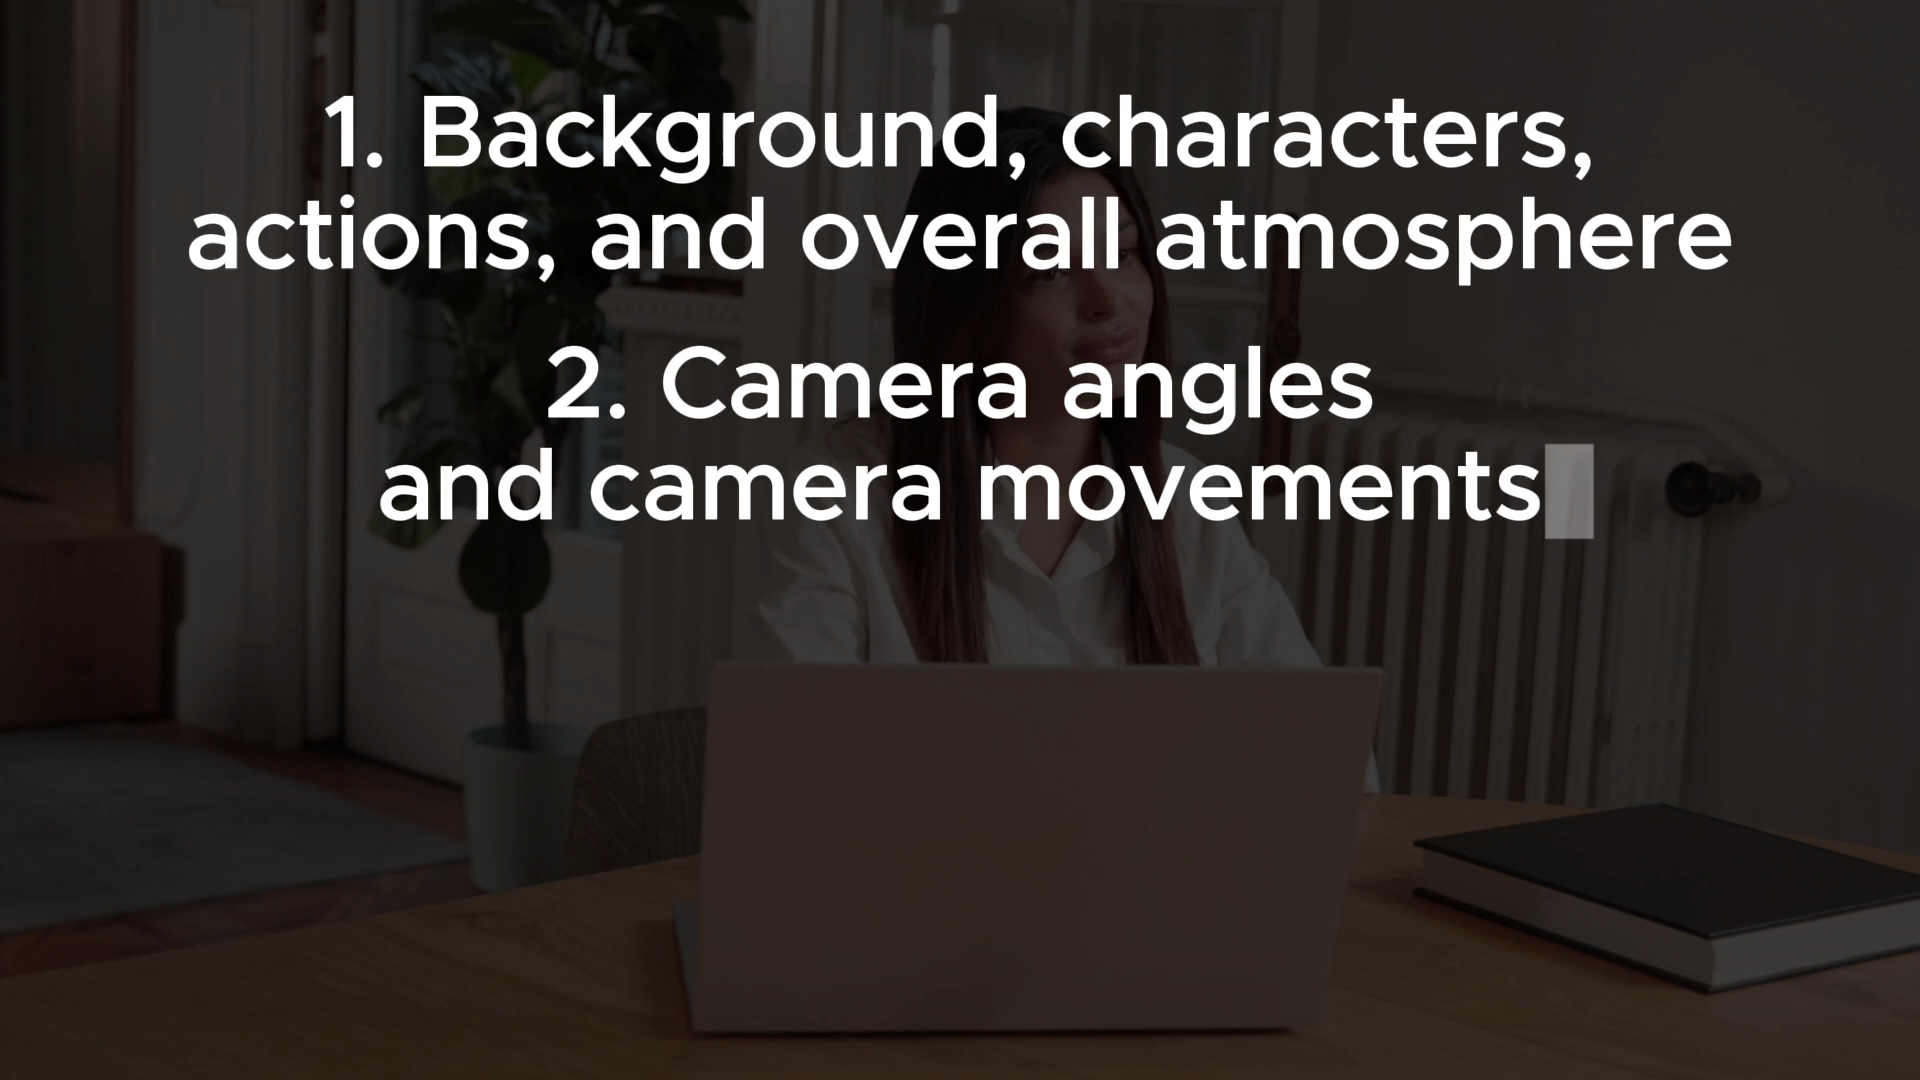 1. Background, characters,
actions, and overall atmosphere
2. Camera angles
and camera movements